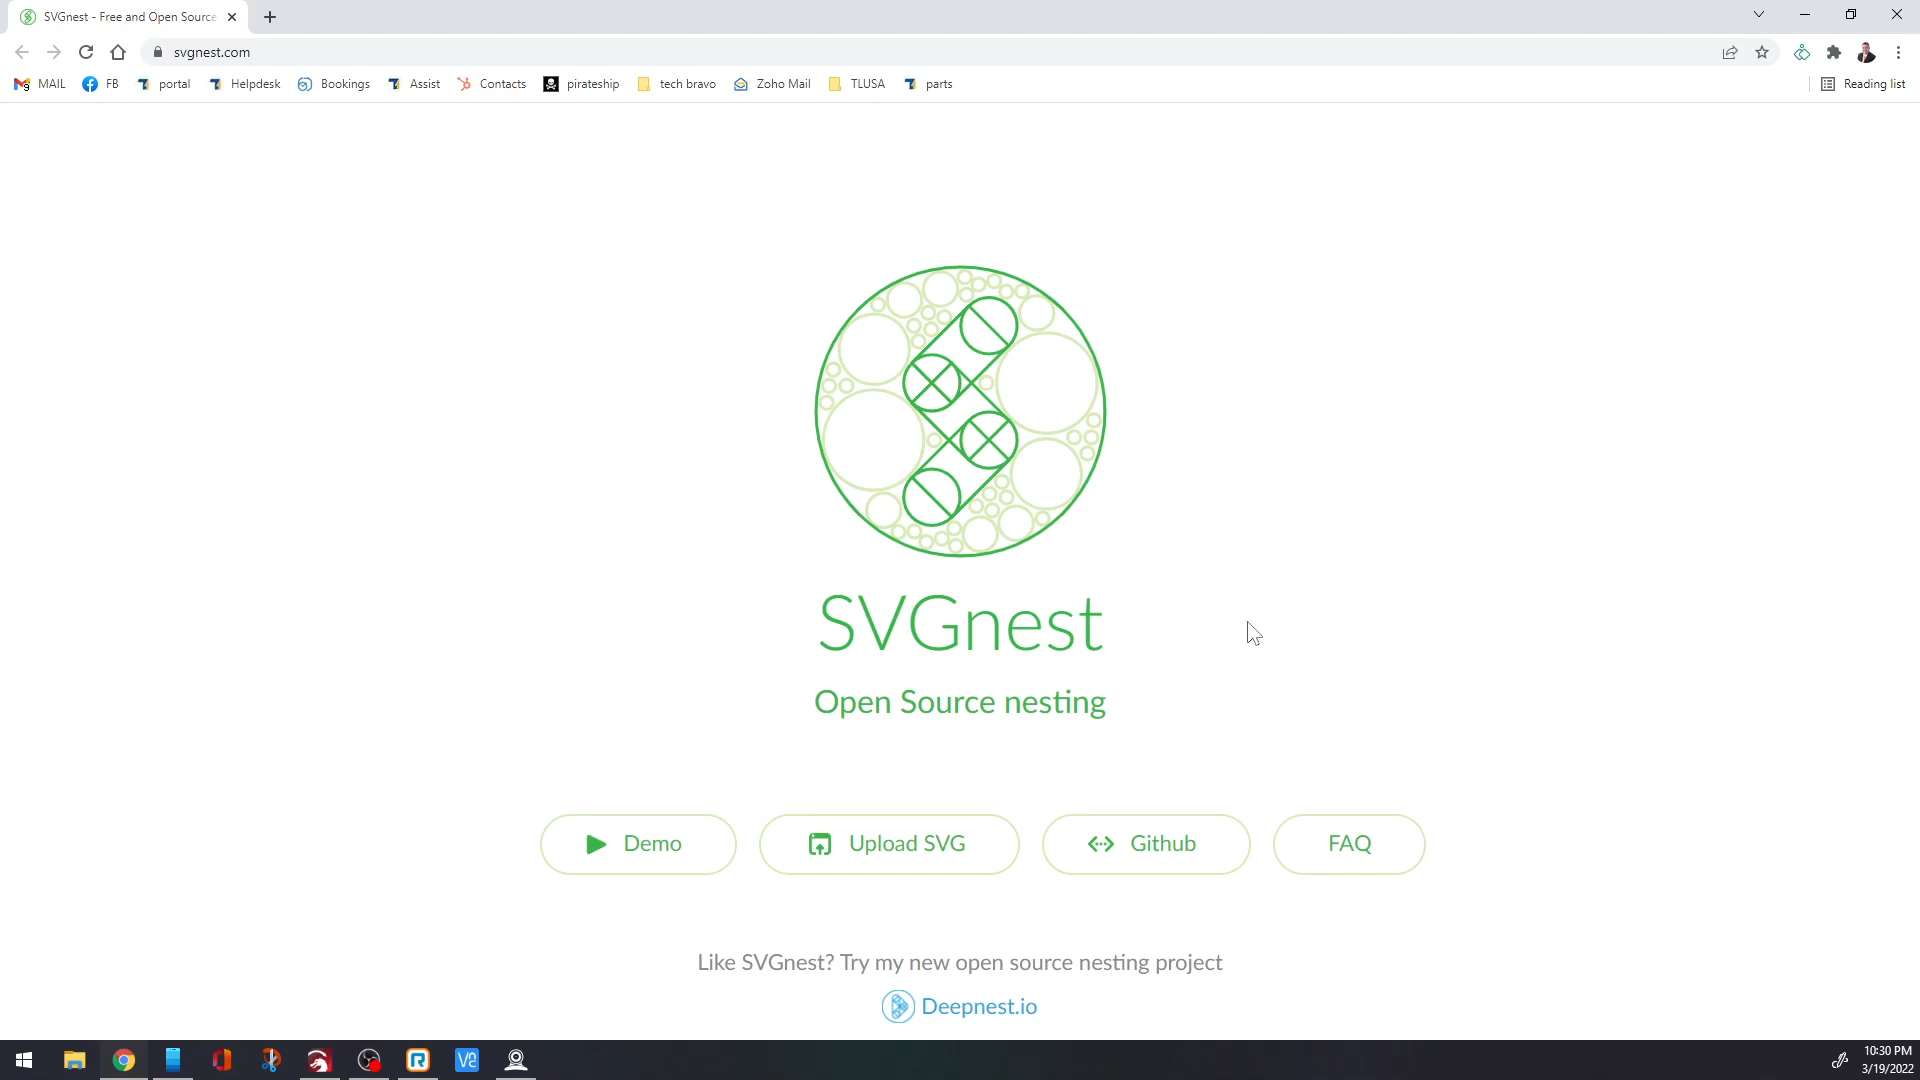 SVGnest - Free and Open Source
svgnest.com
MAIL FB portal Helpdesk Bookings Assist Contacts pirateship tech bravo Zoho Mail TLUSA parts Reading list
SVGnest
Open Source nesting
Demo Upload SVG Github FAQ
Like SVGnest? Try my new open source nesting project
Deepnest.io
10:30 PM
3/19/2022